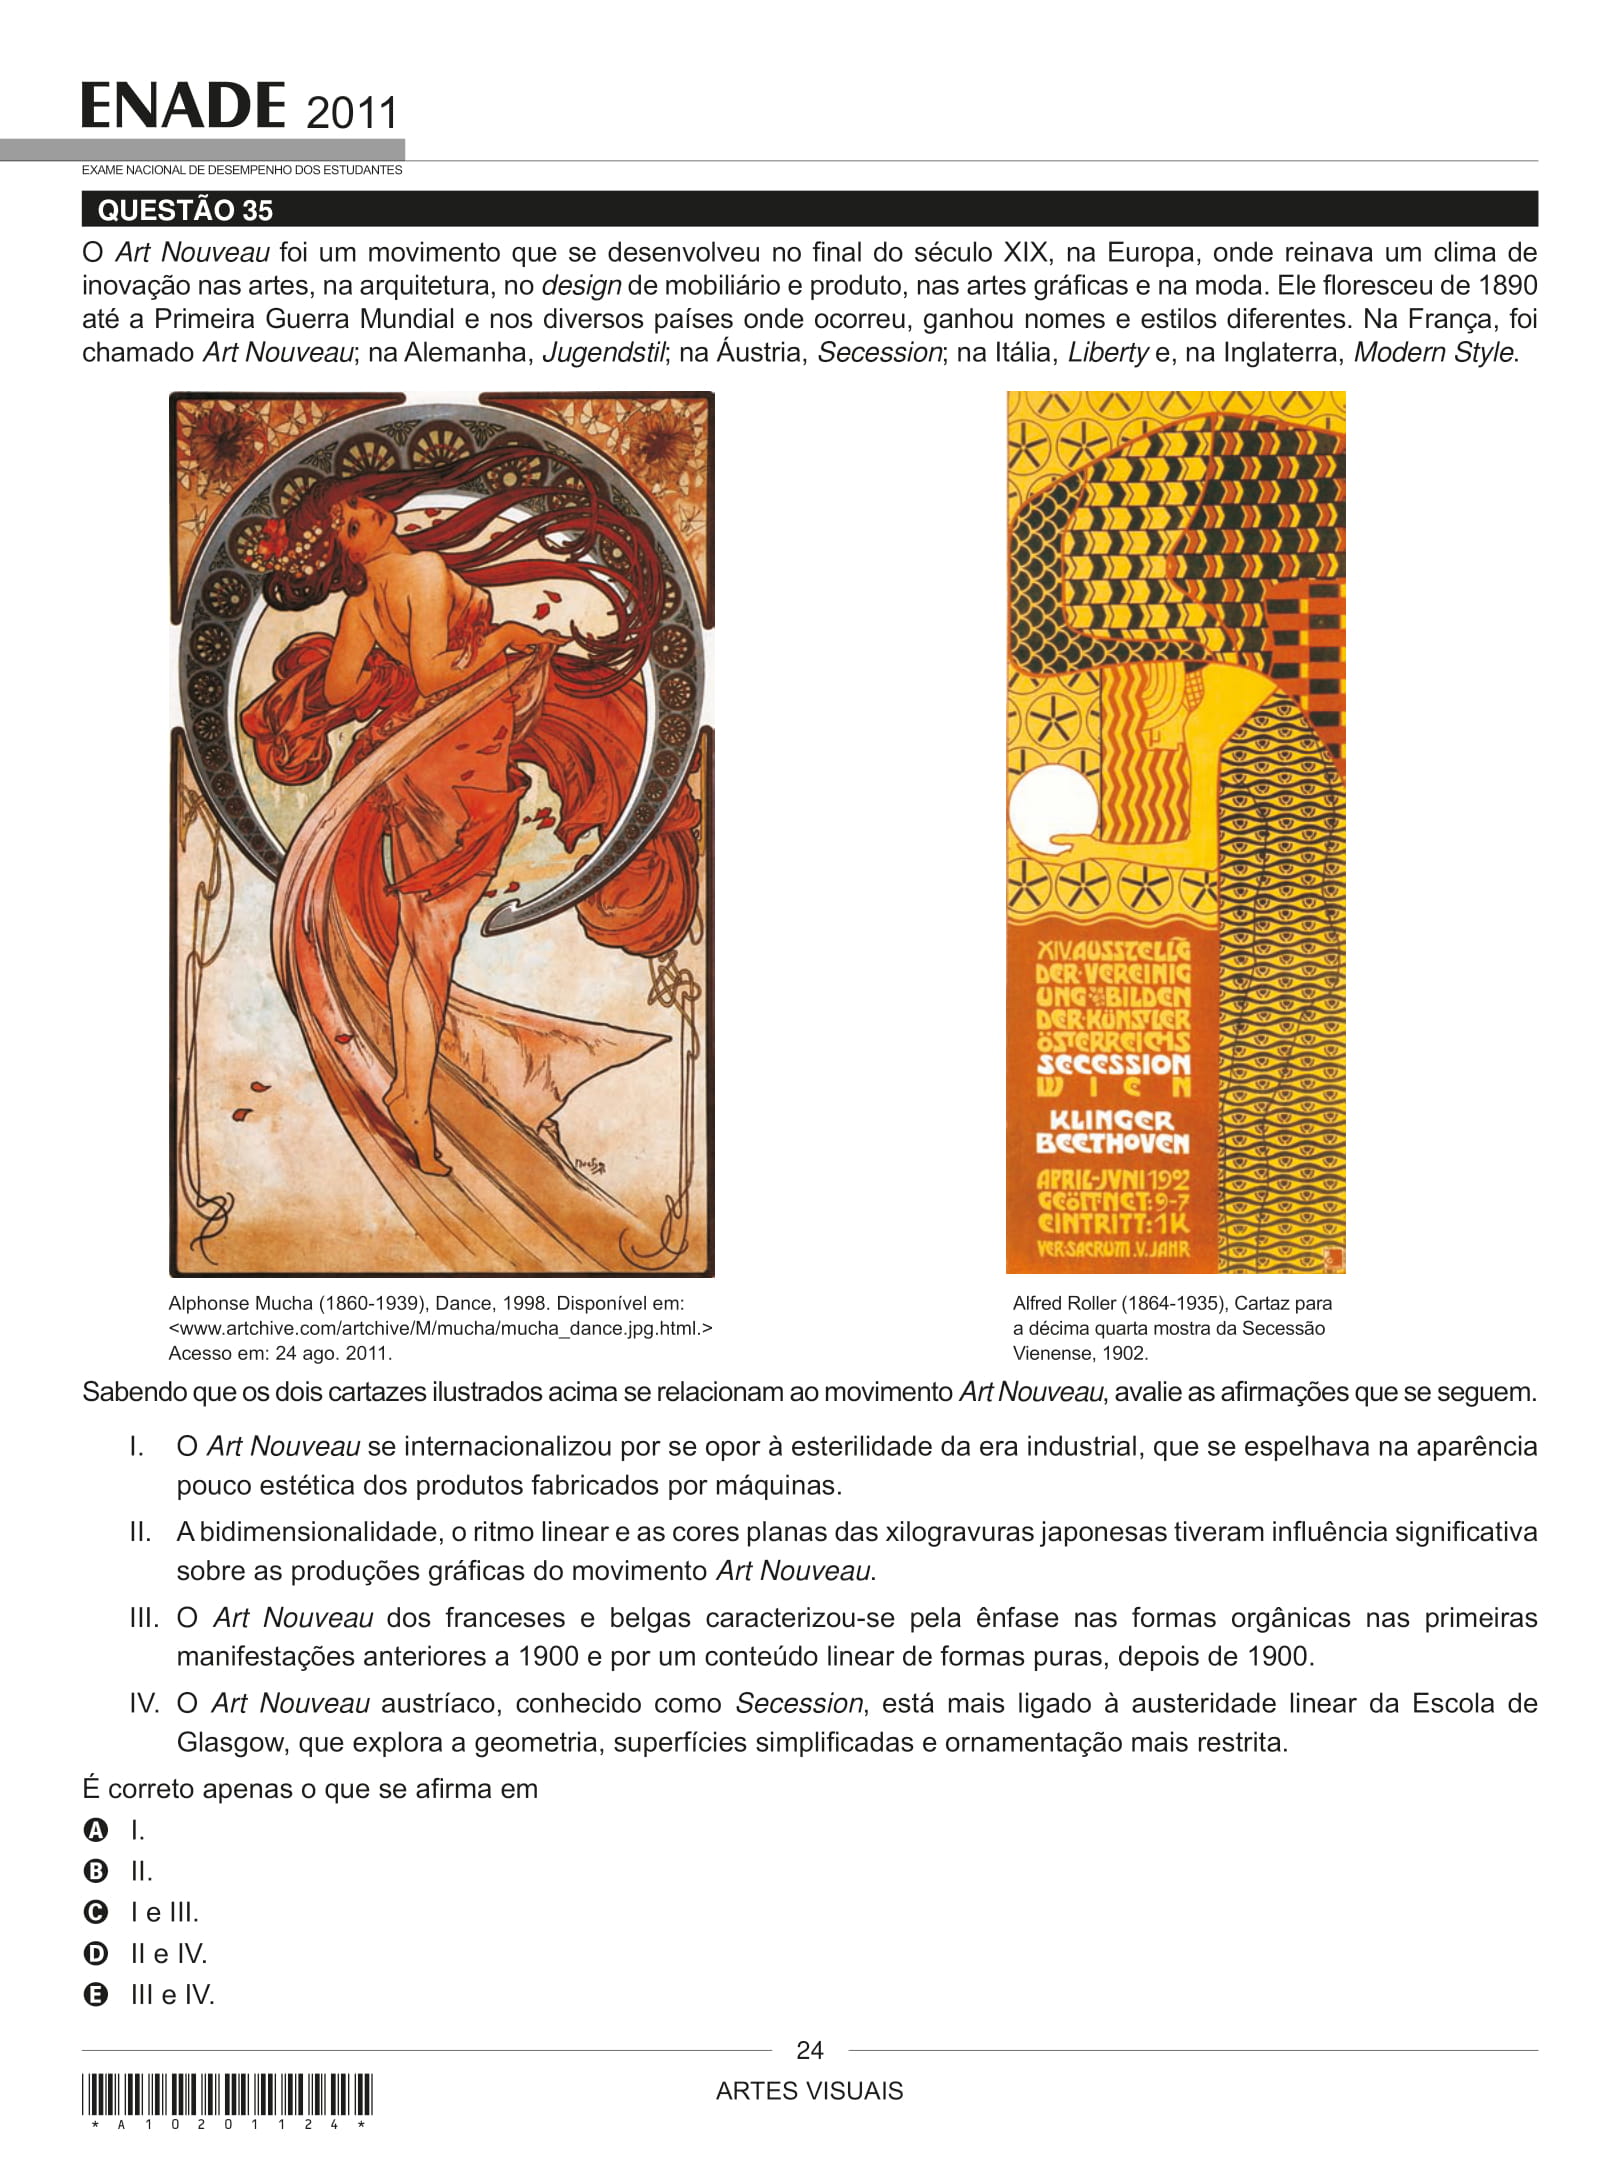 ENADE 2011
EXAME NACIONAL DE DESEMPENHO DOS ESTUDANTES
QUESTÃO 35
O Art Nouveau foi um movimento que se desenvolveu no final do século XIX, na Europa, onde reinava um clima de
inovação nas artes, na arquitetura, no design de mobiliário e produto, nas artes gráficas e na moda. Ele floresceu de 1890
até a Primeira Guerra Mundial e nos diversos países onde ocorreu, ganhou nomes e estilos diferentes. Na França, foi
chamado Art Nouveau; na Alemanha, Jugendstil; na Áustria, Secession; na Itália, Liberty e, na Inglaterra, Modern Style.
Mucha
XIV. AUSSTELLG
DER·VEREINIG
UNG BILDEN
DER·KÜNSTLER
ÖSTERREICHS
SECESSION
WIEN
KLINGER
BEETHOVEN
APRIL-JVNI 1902
GEÖFFNET: 9-7
EINTRITT: 1K
VER·SACRUM .V. JAHR
Alphonse Mucha (1860-1939), Dance, 1998. Disponível em:
<www.artchive.com/artchive/M/mucha/mucha_dance.jpg.html.>
Acesso em: 24 ago. 2011.
Alfred Roller (1864-1935), Cartaz para
a décima quarta mostra da Secessão
Vienense, 1902.
Sabendo que os dois cartazes ilustrados acima se relacionam ao movimento Art Nouveau, avalie as afirmações que se seguem.
I. O Art Nouveau se internacionalizou por se opor à esterilidade da era industrial, que se espelhava na aparência
pouco estética dos produtos fabricados por máquinas.
II. A bidimensionalidade, o ritmo linear e as cores planas das xilogravuras japonesas tiveram influência significativa
sobre as produções gráficas do movimento Art Nouveau.
III. O Art Nouveau dos franceses e belgas caracterizou-se pela ênfase nas formas orgânicas nas primeiras
manifestações anteriores a 1900 e por um conteúdo linear de formas puras, depois de 1900.
IV. O Art Nouveau austríaco, conhecido como Secession, está mais ligado à austeridade linear da Escola de
Glasgow, que explora a geometria, superfícies simplificadas e ornamentação mais restrita.
É correto apenas o que se afirma em
A I.
B II.
C I e III.
D II e IV.
E III e IV.
24
ARTES VISUAIS
*A10201124*